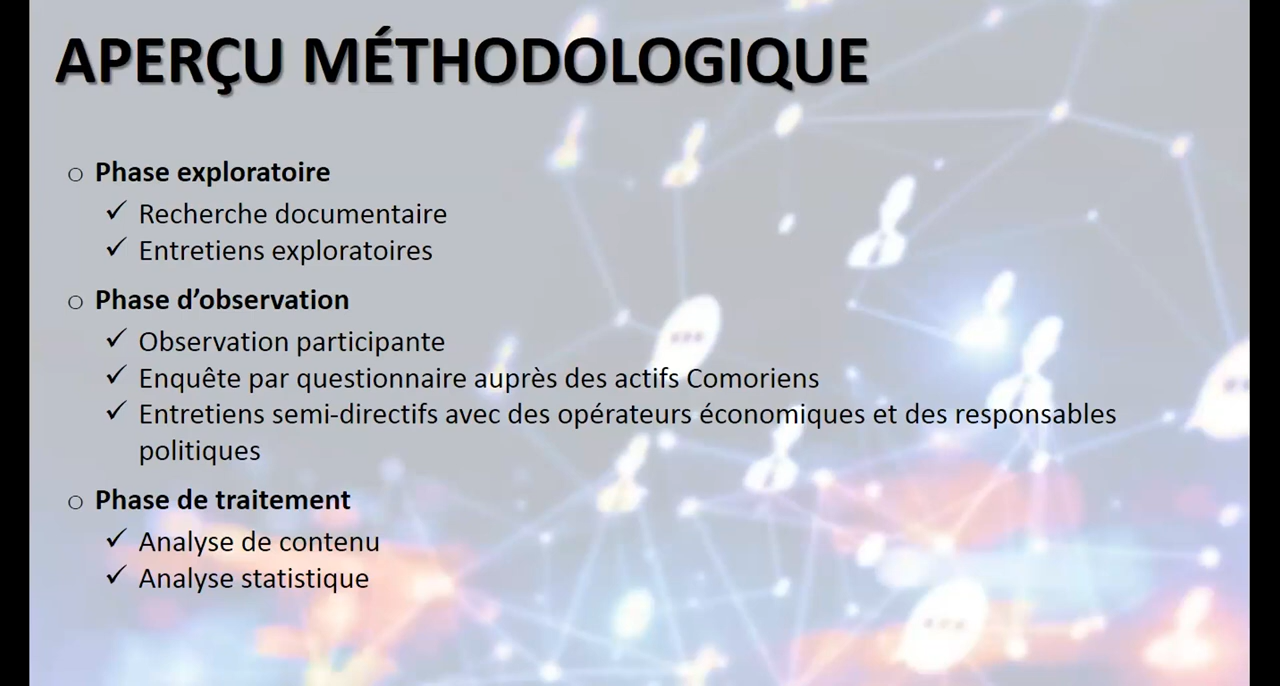 APERÇU MÉTHODOLOGIQUE
○ Phase exploratoire
✓ Recherche documentaire
✓ Entretiens exploratoires
○ Phase d’observation
✓ Observation participante
✓ Enquête par questionnaire auprès des actifs Comoriens
✓ Entretiens semi-directifs avec des opérateurs économiques et des responsables
politiques
○ Phase de traitement
✓ Analyse de contenu
✓ Analyse statistique